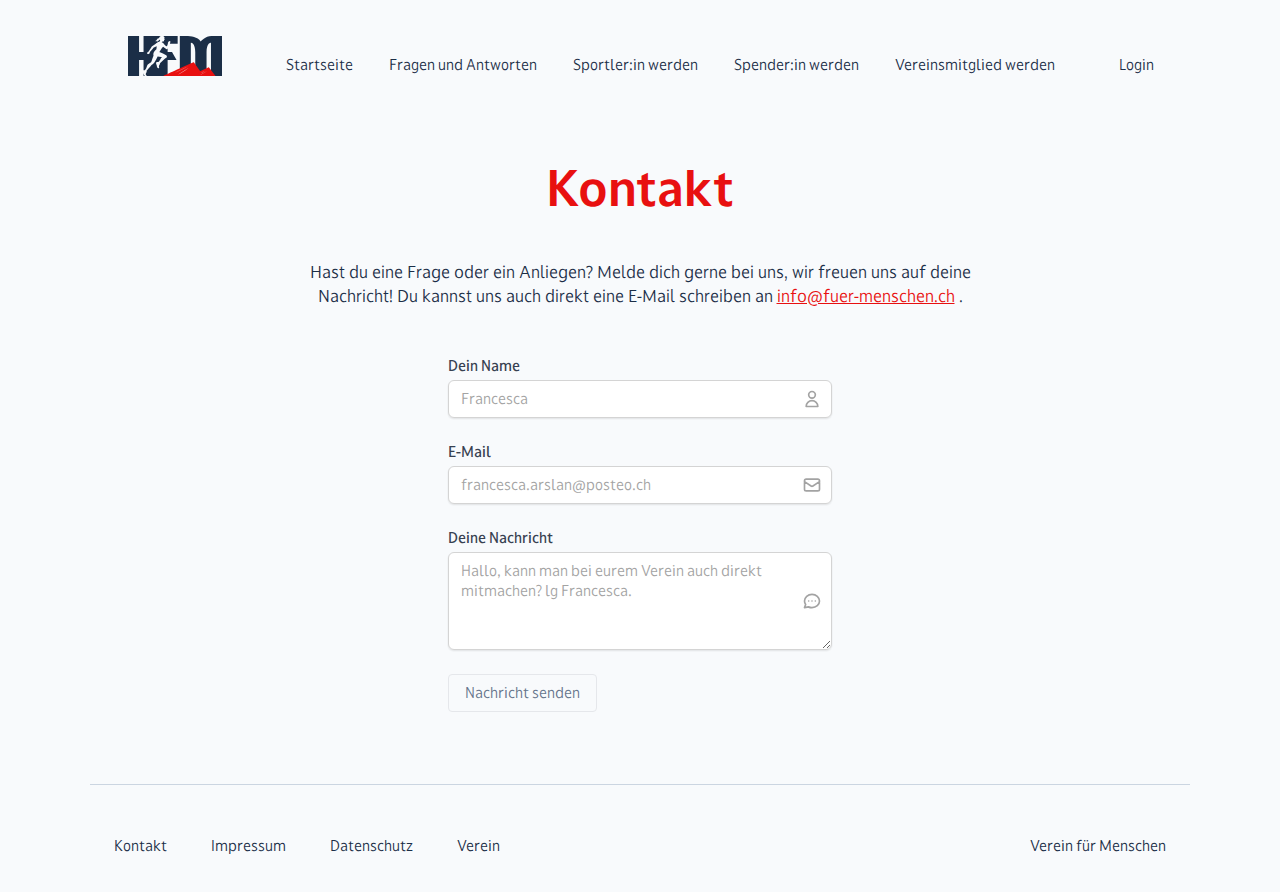 HFM
Startseite
Fragen und Antworten
Sportler:in werden
Spender:in werden
Vereinsmitglied werden
Login
Kontakt
Hast du eine Frage oder ein Anliegen? Melde dich gerne bei uns, wir freuen uns auf deine
Nachricht! Du kannst uns auch direkt eine E-Mail schreiben an info@fuer-menschen.ch .
Dein Name
Francesca
E-Mail
francesca.arslan@posteo.ch
Deine Nachricht
Hallo, kann man bei eurem Verein auch direkt
mitmachen? lg Francesca.
Nachricht senden
Kontakt
Impressum
Datenschutz
Verein
Verein für Menschen